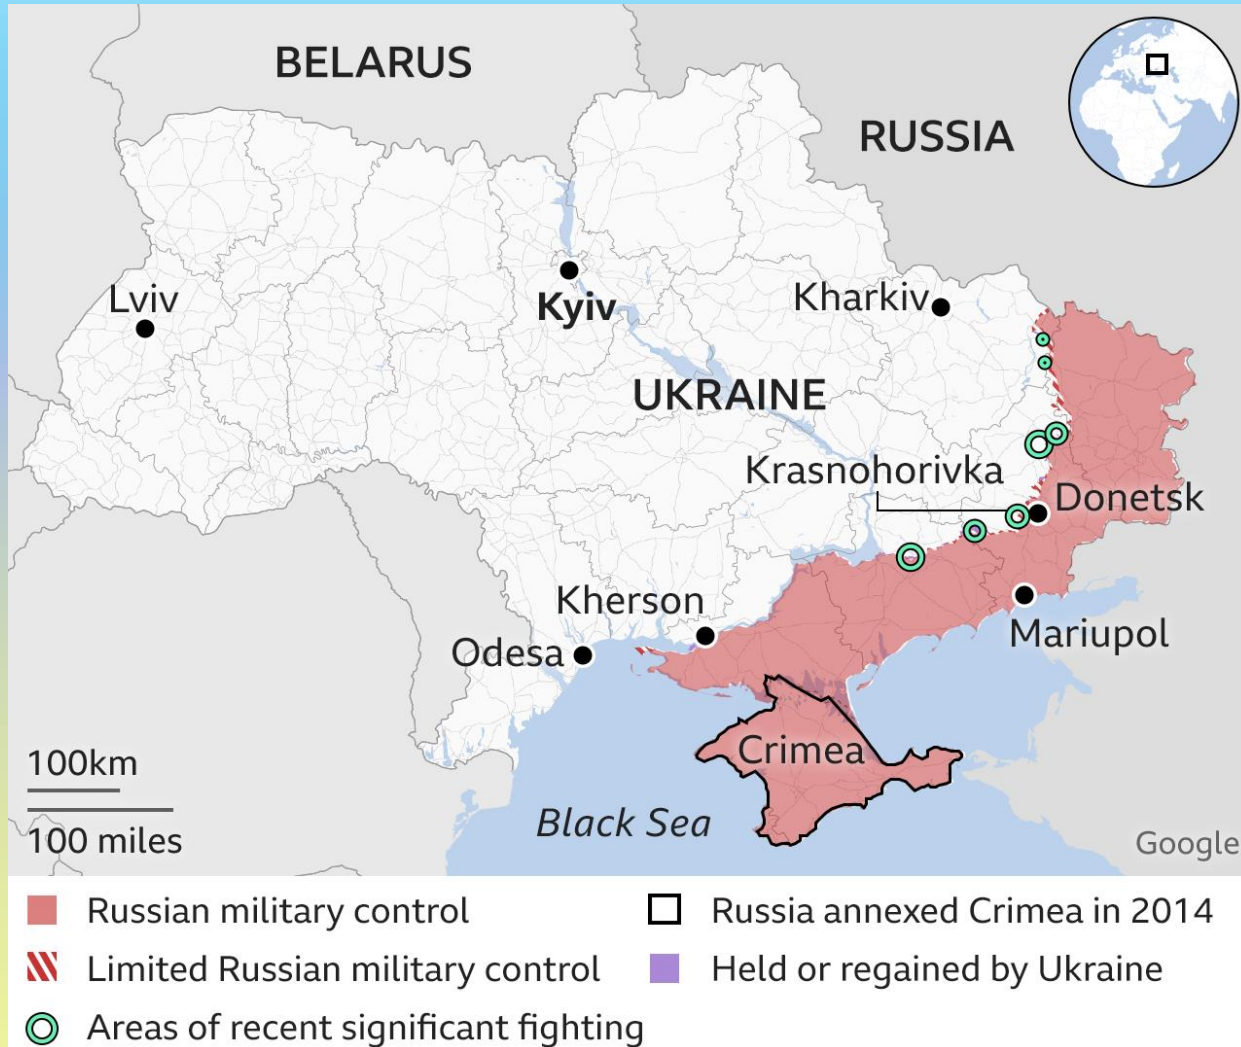 BELARUS
RUSSIA
Lviv
Kyiv
Kharkiv
UKRAINE
Krasnohorivka
Donetsk
Kherson
Mariupol
Odesa
Crimea
100km
Black Sea
100 miles
Google
Russian military control
Russia annexed Crimea in 2014
Limited Russian military control
Held or regained by Ukraine
Areas of recent significant fighting